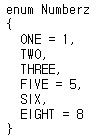 enum Numberz
{
  ONE = 1,
  TWO,
  THREE,
  FIVE = 5,
  SIX,
  EIGHT = 8
}